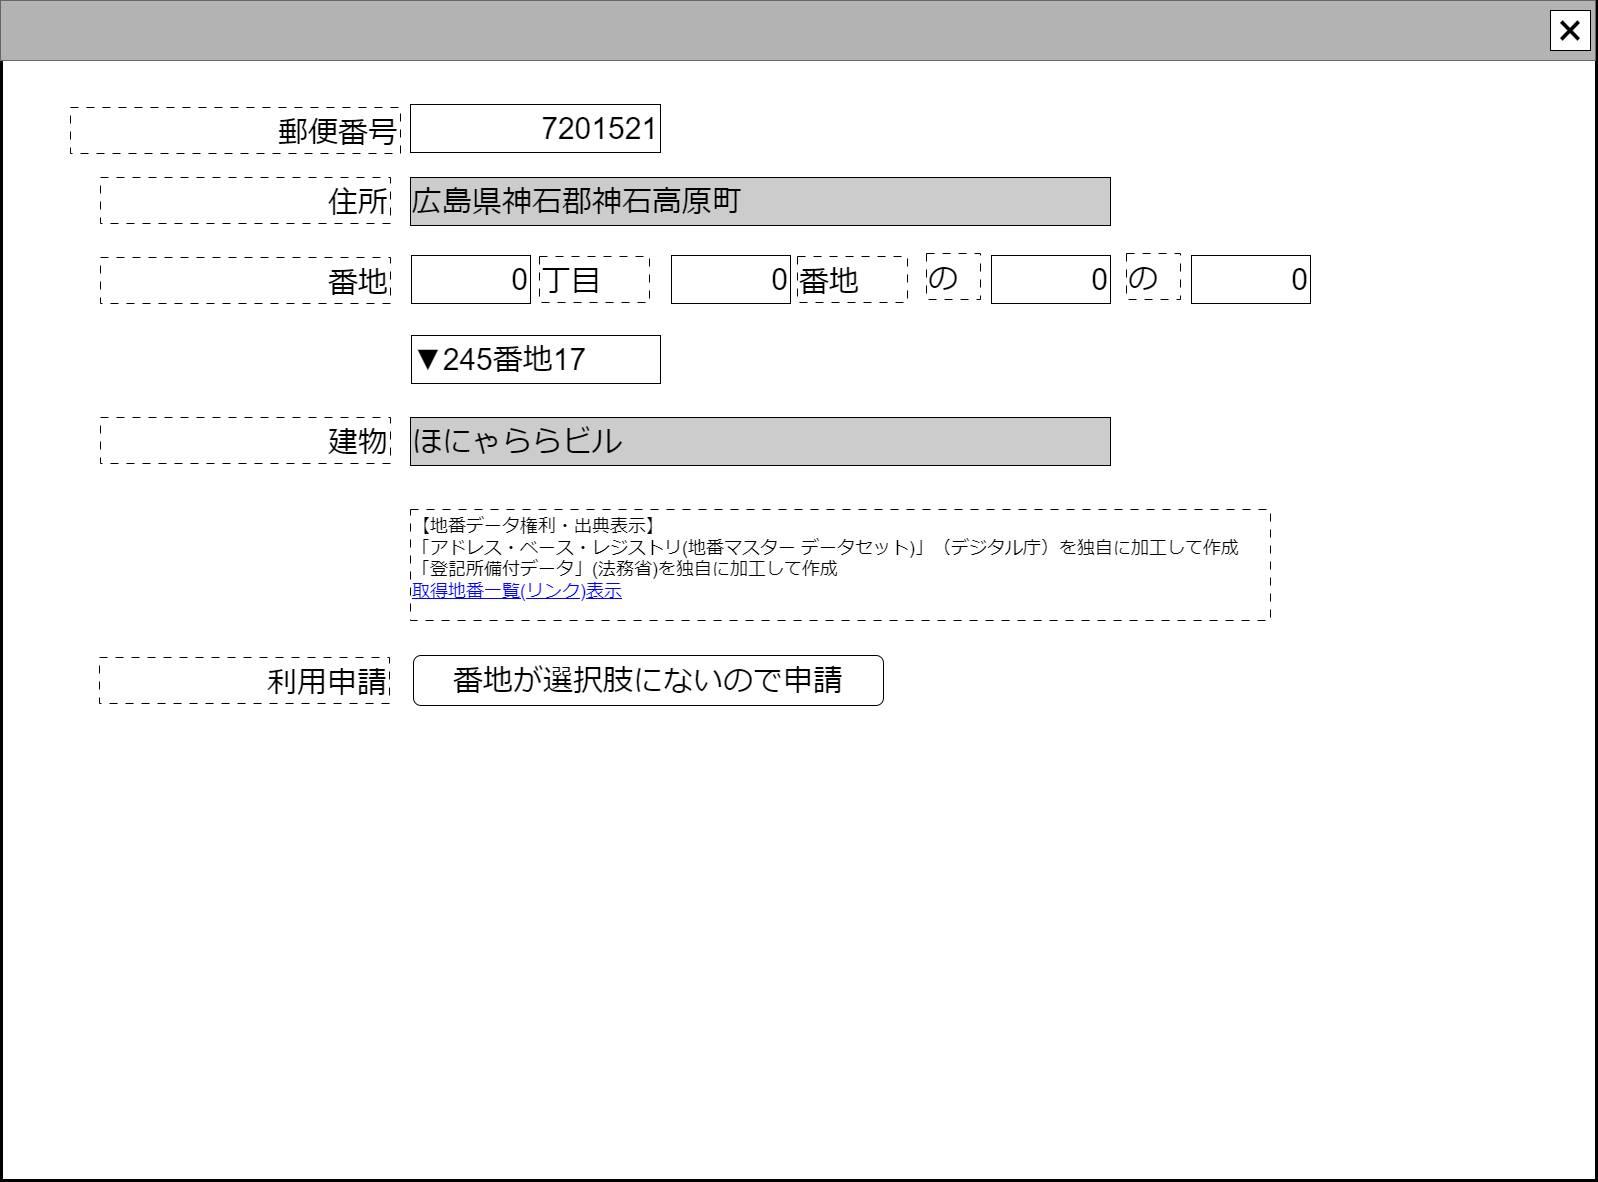 ×
郵便番号 7201521
住所 広島県神石郡神石高原町
番地 0 丁目 0 番地 の 0 の 0
▼245番地17
建物 ほにゃららビル
【地番データ権利・出典表示】
「アドレス・ベース・レジストリ(地番マスター データセット)」（デジタル庁）を独自に加工して作成
「登記所備付データ」(法務省)を独自に加工して作成
取得地番一覧(リンク)表示
利用申請 番地が選択肢にないので申請